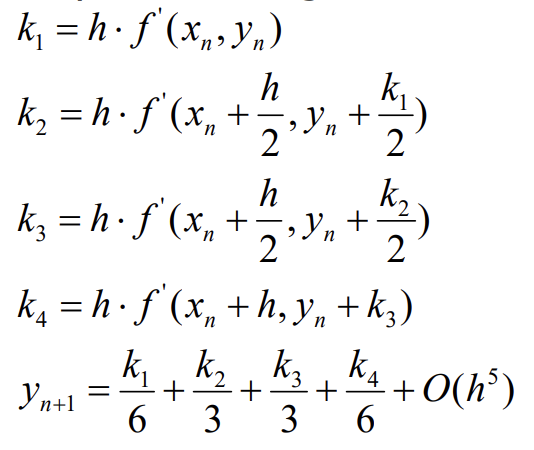 k₁ = h · f'(xₙ, yₙ)
k₂ = h · f'(xₙ + h/2, yₙ + k₁/2)
k₃ = h · f'(xₙ + h/2, yₙ + k₂/2)
k₄ = h · f'(xₙ + h, yₙ + k₃)
yₙ₊₁ = k₁/6 + k₂/3 + k₃/3 + k₄/6 + O(h⁵)